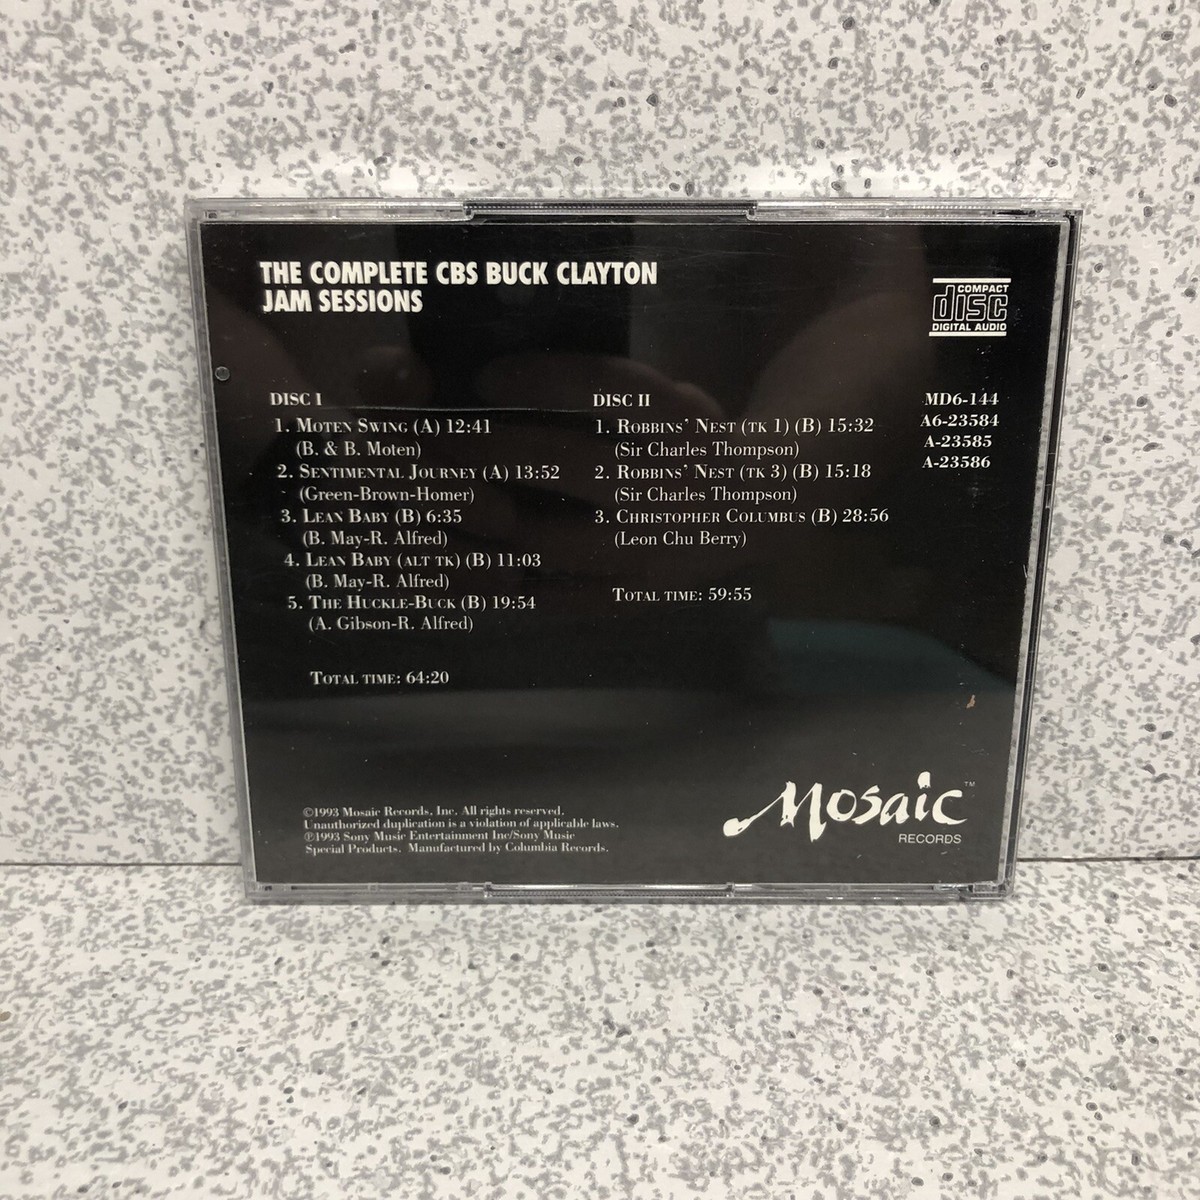 THE COMPLETE CBS BUCK CLAYTON
JAM SESSIONS
COMPACT
disc
DIGITAL AUDIO
DISC I
1. MOTEN SWING (A) 12:41
(B. & B. Moten)
2. SENTIMENTAL JOURNEY (A) 13:52
(Green-Brown-Homer)
3. LEAN BABY (B) 6:35
(B. May-R. Alfred)
4. LEAN BABY (ALT TK) (B) 11:03
(B. May-R. Alfred)
5. THE HUCKLE-BUCK (B) 19:54
(A. Gibson-R. Alfred)
TOTAL TIME: 64:20
DISC II
1. ROBBINS' NEST (TK 1) (B) 15:32
(Sir Charles Thompson)
2. ROBBINS' NEST (TK 3) (B) 15:18
(Sir Charles Thompson)
3. CHRISTOPHER COLUMBUS (B) 28:56
(Leon Chu Berry)
TOTAL TIME: 59:55
MD6-144
A6-23584
A-23585
A-23586
©1993 Mosaic Records, Inc. All rights reserved.
Unauthorized duplication is a violation of applicable laws.
℗1993 Sony Music Entertainment Inc/Sony Music
Special Products. Manufactured by Columbia Records.
Mosaic™
RECORDS